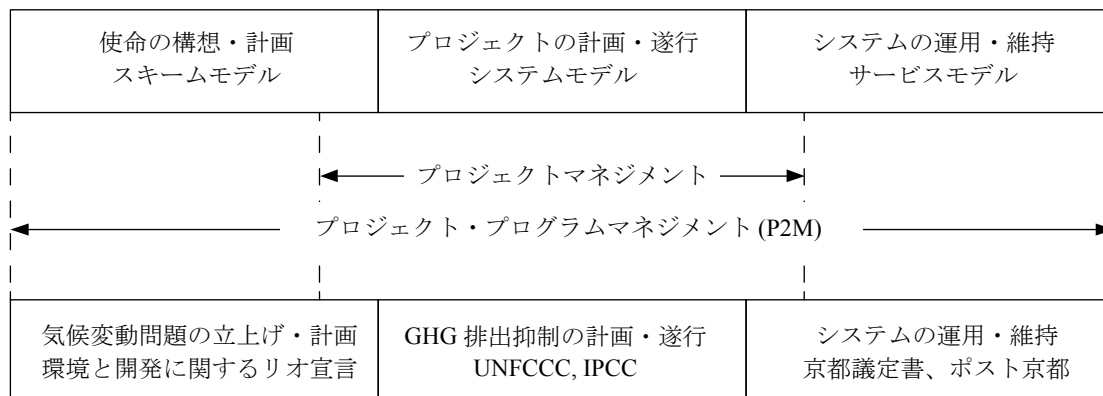 使命の構想・計画
スキームモデル
プロジェクトの計画・遂行
システムモデル
システムの運用・維持
サービスモデル
プロジェクトマネジメント
プロジェクト・プログラムマネジメント (P2M)
気候変動問題の立上げ・計画
環境と開発に関するリオ宣言
GHG 排出抑制の計画・遂行
UNFCCC, IPCC
システムの運用・維持
京都議定書、ポスト京都